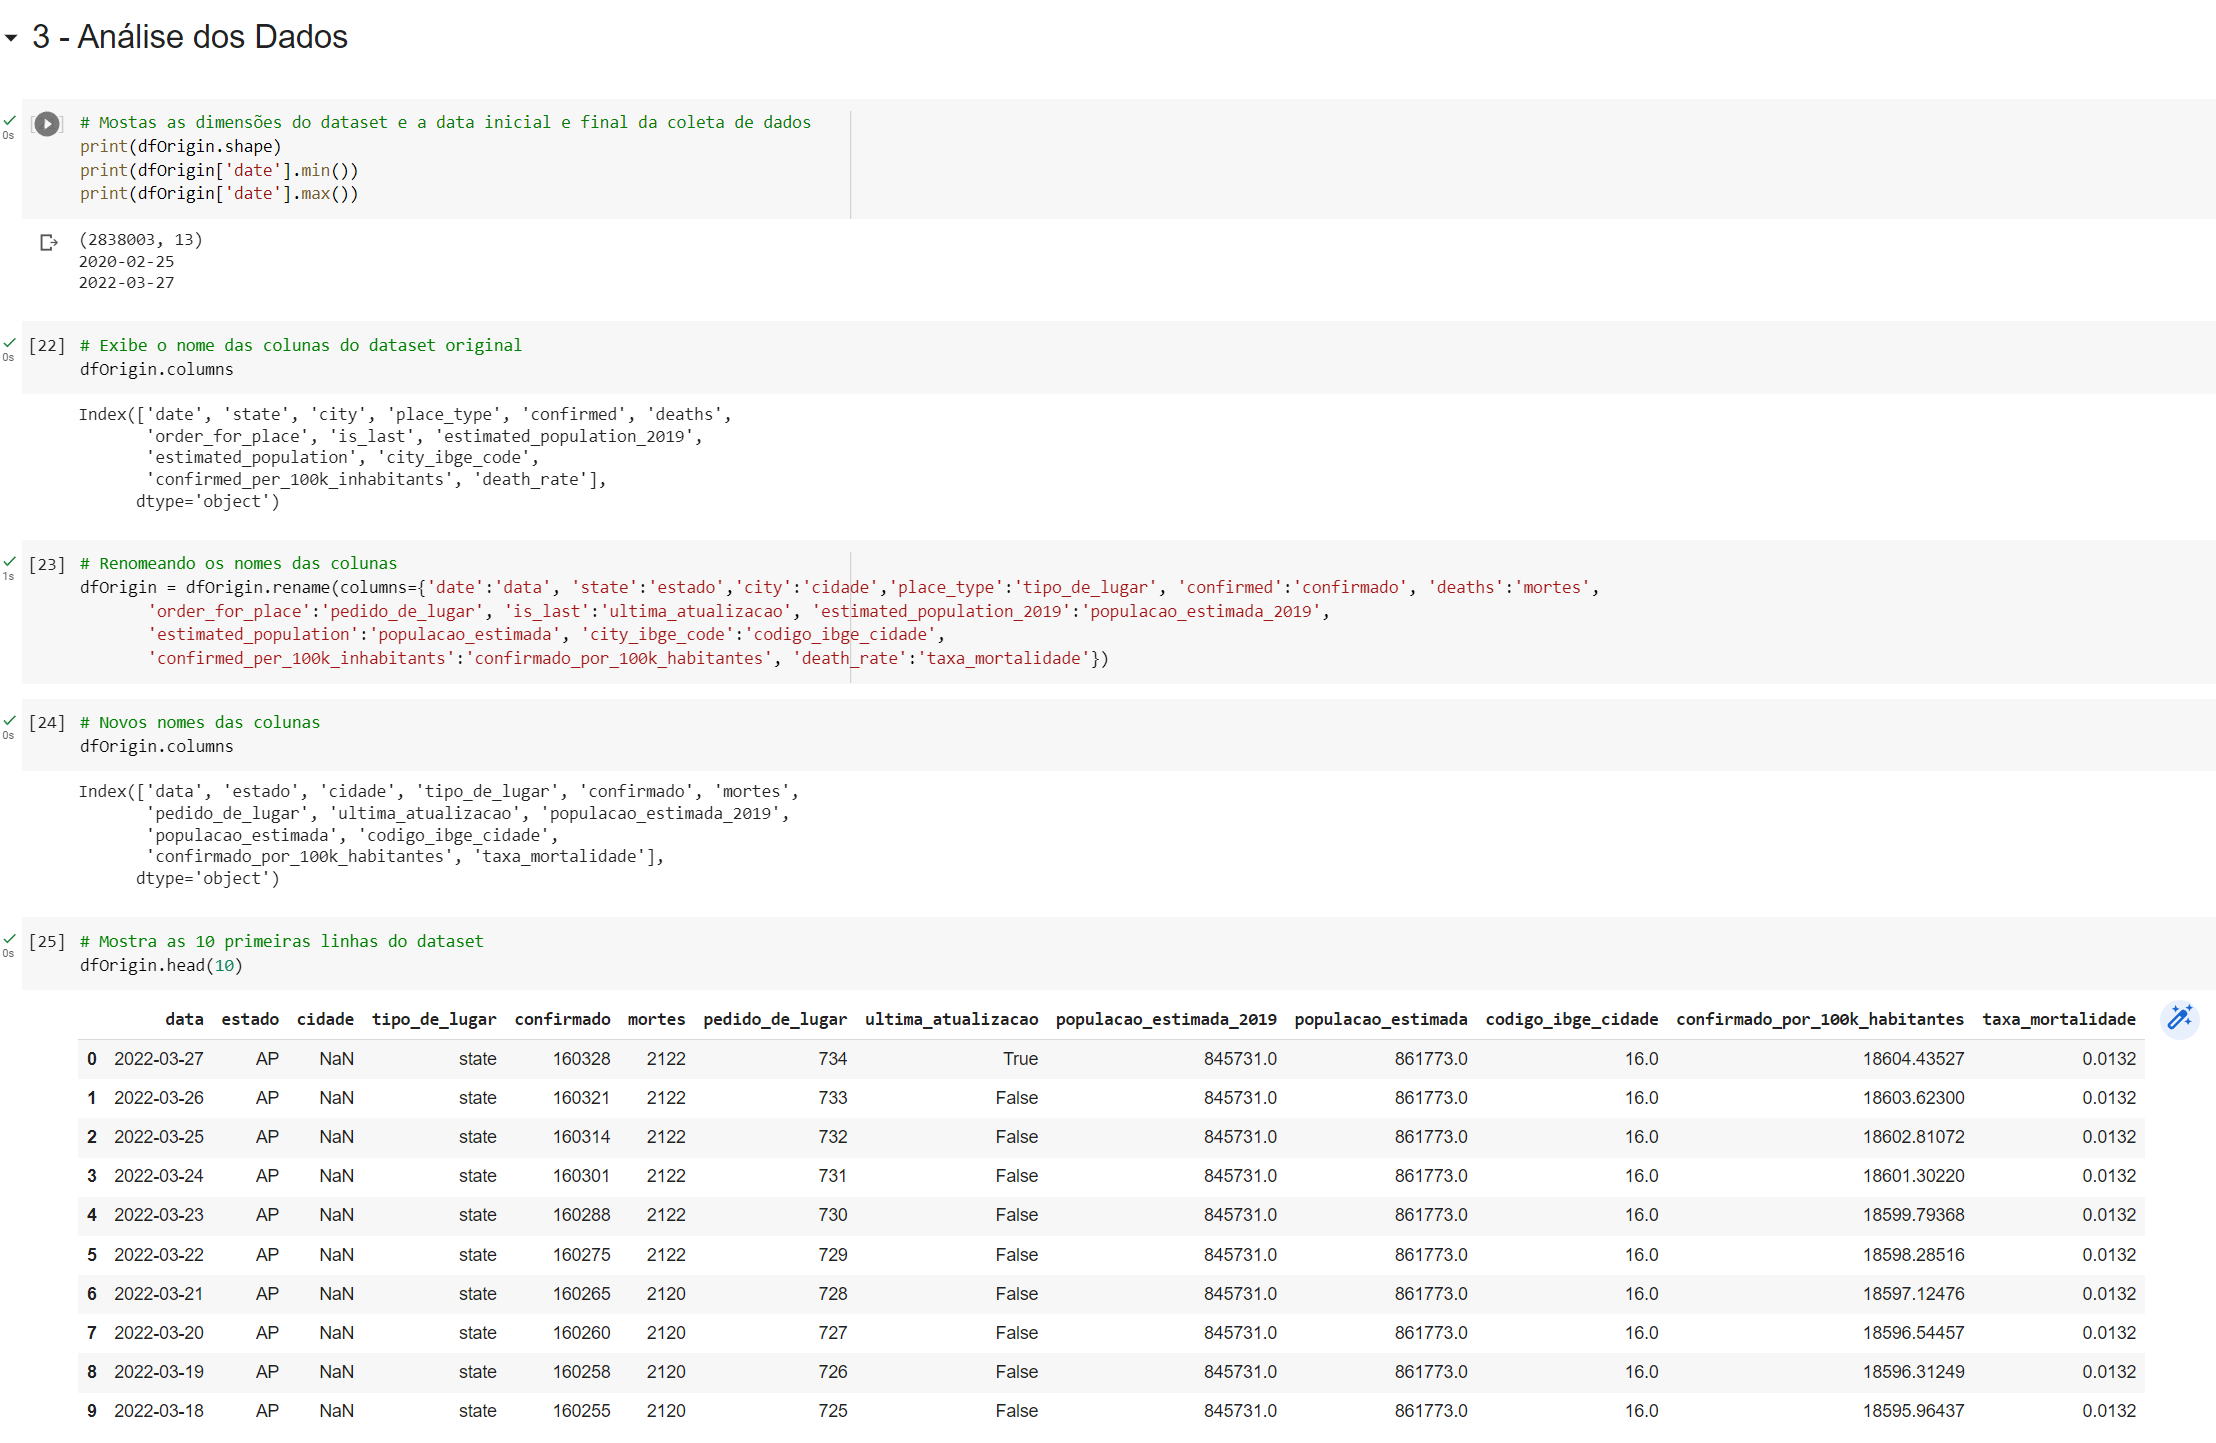 3 - Análise dos Dados
0s
# Mostas as dimensões do dataset e a data inicial e final da coleta de dados
print(dfOrigin.shape)
print(dfOrigin['date'].min())
print(dfOrigin['date'].max())
(2838003, 13)
2020-02-25
2022-03-27
0s
[22] # Exibe o nome das colunas do dataset original
dfOrigin.columns
Index(['date', 'state', 'city', 'place_type', 'confirmed', 'deaths',
'order_for_place', 'is_last', 'estimated_population_2019',
'estimated_population', 'city_ibge_code',
'confirmed_per_100k_inhabitants', 'death_rate'],
dtype='object')
1s
[23] # Renomeando os nomes das colunas
dfOrigin = dfOrigin.rename(columns={'date':'data', 'state':'estado','city':'cidade','place_type':'tipo_de_lugar', 'confirmed':'confirmado', 'deaths':'mortes',
'order_for_place':'pedido_de_lugar', 'is_last':'ultima_atualizacao', 'estimated_population_2019':'populacao_estimada_2019',
'estimated_population':'populacao_estimada', 'city_ibge_code':'codigo_ibge_cidade',
'confirmed_per_100k_inhabitants':'confirmado_por_100k_habitantes', 'death_rate':'taxa_mortalidade'})
0s
[24] # Novos nomes das colunas
dfOrigin.columns
Index(['data', 'estado', 'cidade', 'tipo_de_lugar', 'confirmado', 'mortes',
'pedido_de_lugar', 'ultima_atualizacao', 'populacao_estimada_2019',
'populacao_estimada', 'codigo_ibge_cidade',
'confirmado_por_100k_habitantes', 'taxa_mortalidade'],
dtype='object')
0s
[25] # Mostra as 10 primeiras linhas do dataset
dfOrigin.head(10)
data estado cidade tipo_de_lugar confirmado mortes pedido_de_lugar ultima_atualizacao populacao_estimada_2019 populacao_estimada codigo_ibge_cidade confirmado_por_100k_habitantes taxa_mortalidade
0 2022-03-27 AP NaN state 160328 2122 734 True 845731.0 861773.0 16.0 18604.43527 0.0132
1 2022-03-26 AP NaN state 160321 2122 733 False 845731.0 861773.0 16.0 18603.62300 0.0132
2 2022-03-25 AP NaN state 160314 2122 732 False 845731.0 861773.0 16.0 18602.81072 0.0132
3 2022-03-24 AP NaN state 160301 2122 731 False 845731.0 861773.0 16.0 18601.30220 0.0132
4 2022-03-23 AP NaN state 160288 2122 730 False 845731.0 861773.0 16.0 18599.79368 0.0132
5 2022-03-22 AP NaN state 160275 2122 729 False 845731.0 861773.0 16.0 18598.28516 0.0132
6 2022-03-21 AP NaN state 160265 2120 728 False 845731.0 861773.0 16.0 18597.12476 0.0132
7 2022-03-20 AP NaN state 160260 2120 727 False 845731.0 861773.0 16.0 18596.54457 0.0132
8 2022-03-19 AP NaN state 160258 2120 726 False 845731.0 861773.0 16.0 18596.31249 0.0132
9 2022-03-18 AP NaN state 160255 2120 725 False 845731.0 861773.0 16.0 18595.96437 0.0132